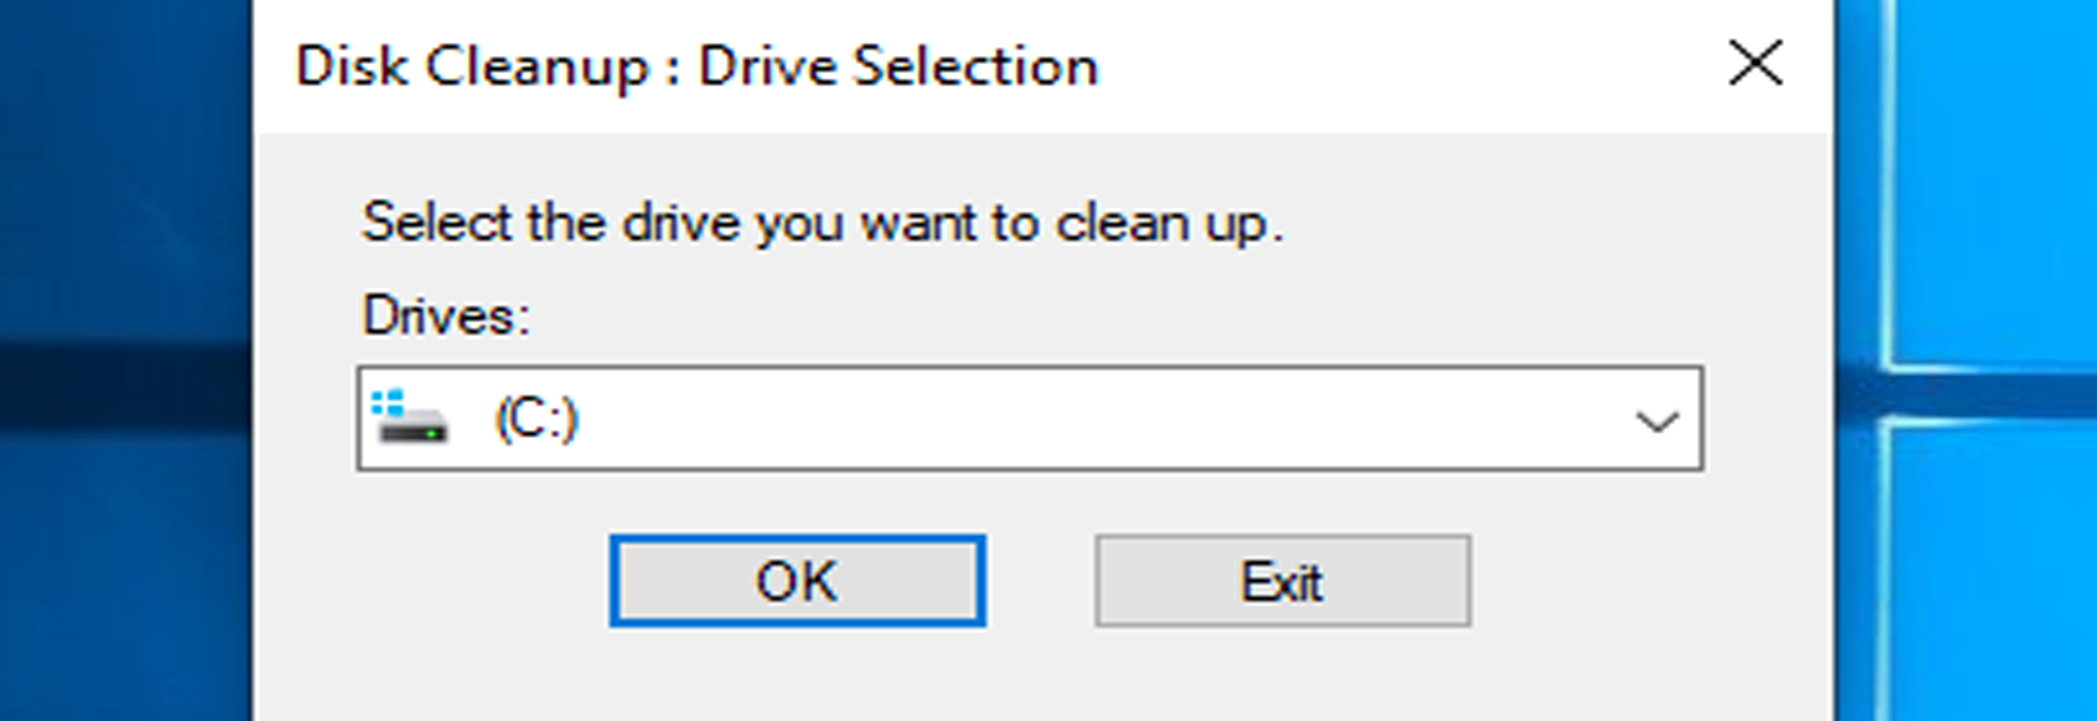 Disk Cleanup : Drive Selection
Select the drive you want to clean up.
Drives:
(C:)
OK Exit